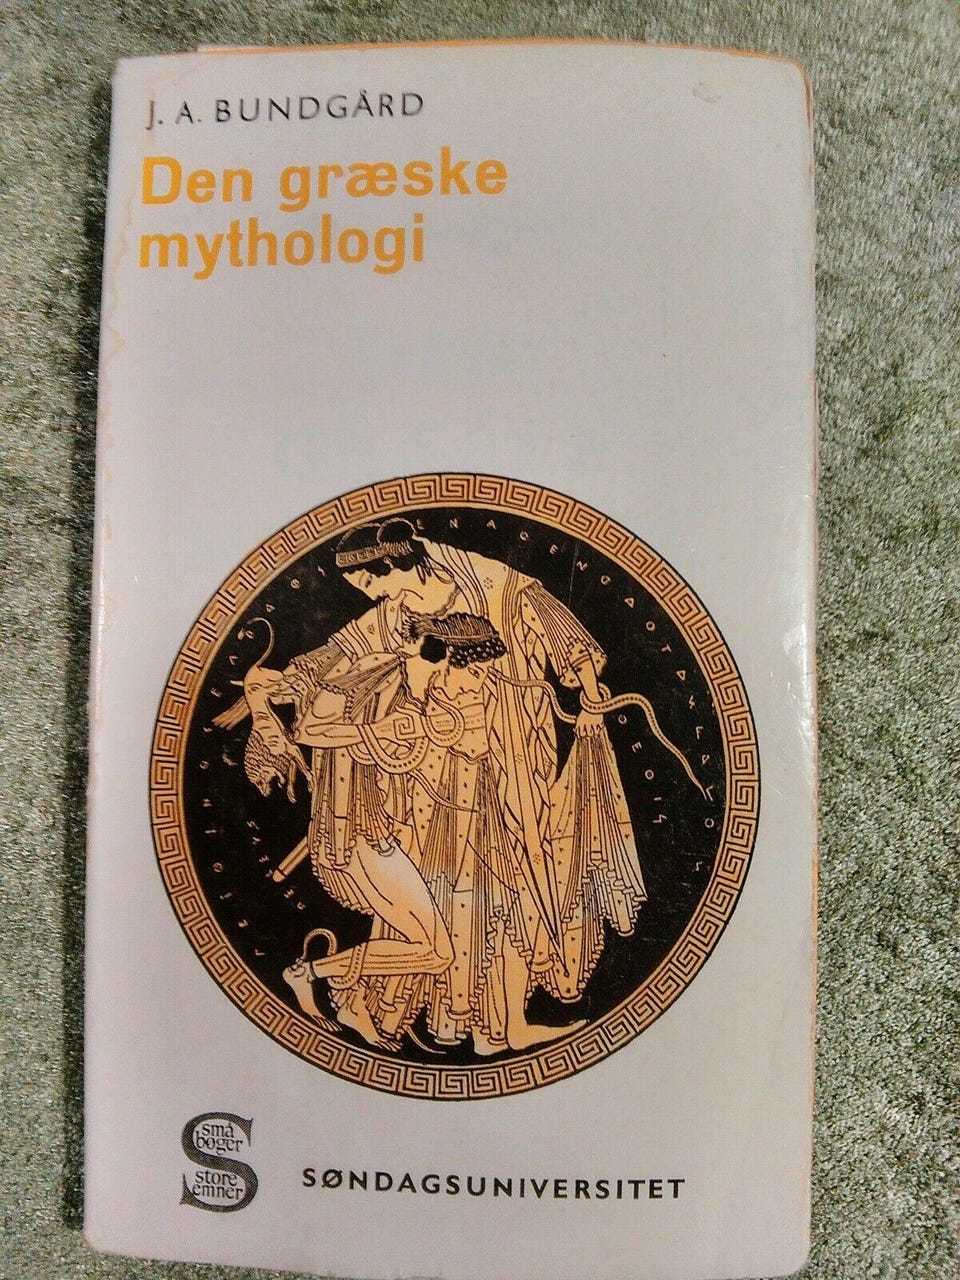 J. A. BUNDGÅRD
Den græske
mythologi
små
bøger
store
emner
SØNDAGSUNIVERSITET